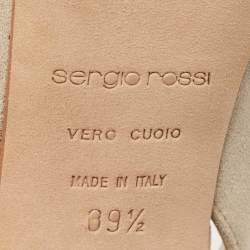 sergio rossi
VERO CUOIO
MADE IN ITALY
39½